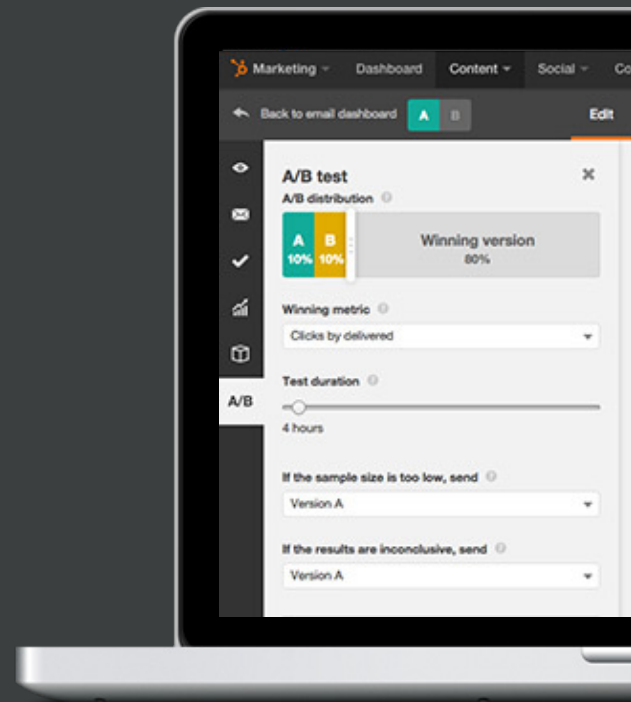 Marketing Dashboard Content Social Co
Back to email dashboard A B Edit
A/B test
A/B distribution
A B Winning version
10% 10% 80%
Winning metric
Clicks by delivered
Test duration
A/B
4 hours
If the sample size is too low, send
Version A
If the results are inconclusive, send
Version A